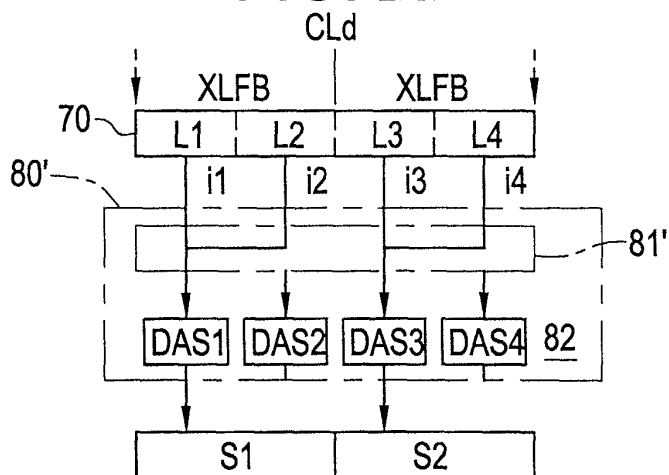 CLd
XLFB XLFB
70 L1 L2 L3 L4
i1 i2 i3 i4
80'
81'
DAS1 DAS2 DAS3 DAS4 82
S1 S2